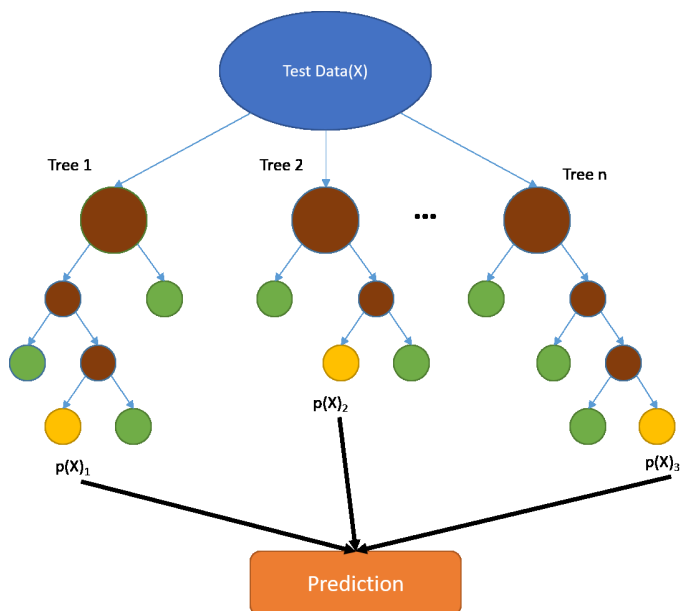 Test Data(X)
Tree 1
Tree 2
Tree n
...
p(X)₂
p(X)₁
p(X)₃
Prediction